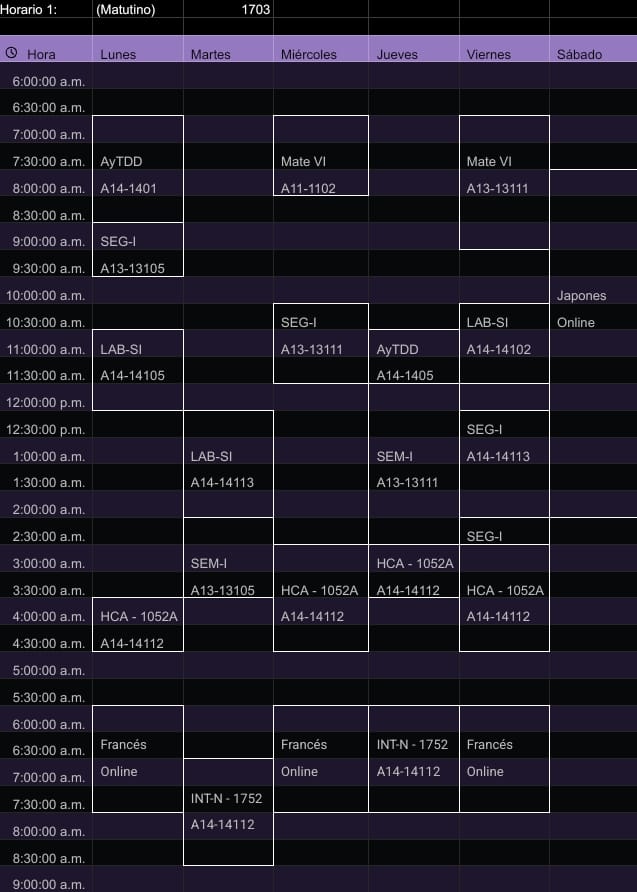 Horario 1: (Matutino) 1703
Hora Lunes Martes Miércoles Jueves Viernes Sábado
6:00:00 a.m.
6:30:00 a.m.
7:00:00 a.m.
7:30:00 a.m. AyTDD Mate VI Mate VI
8:00:00 a.m. A14-1401 A11-1102 A13-13111
8:30:00 a.m.
9:00:00 a.m. SEG-I
9:30:00 a.m. A13-13105
10:00:00 a.m. Japones
10:30:00 a.m. SEG-I LAB-SI Online
11:00:00 a.m. LAB-SI A13-13111 AyTDD A14-14102
11:30:00 a.m. A14-14105 A14-1405
12:00:00 p.m.
12:30:00 p.m. SEG-I
1:00:00 a.m. LAB-SI SEM-I A14-14113
1:30:00 a.m. A14-14113 A13-13111
2:00:00 a.m.
2:30:00 a.m. SEG-I
3:00:00 a.m. SEM-I HCA - 1052A
3:30:00 a.m. A13-13105 HCA - 1052A A14-14112 HCA - 1052A
4:00:00 a.m. HCA - 1052A A14-14112 A14-14112
4:30:00 a.m. A14-14112
5:00:00 a.m.
5:30:00 a.m.
6:00:00 a.m.
6:30:00 a.m. Francés Francés INT-N - 1752 Francés
7:00:00 a.m. Online Online A14-14112 Online
7:30:00 a.m. INT-N - 1752
8:00:00 a.m. A14-14112
8:30:00 a.m.
9:00:00 a.m.